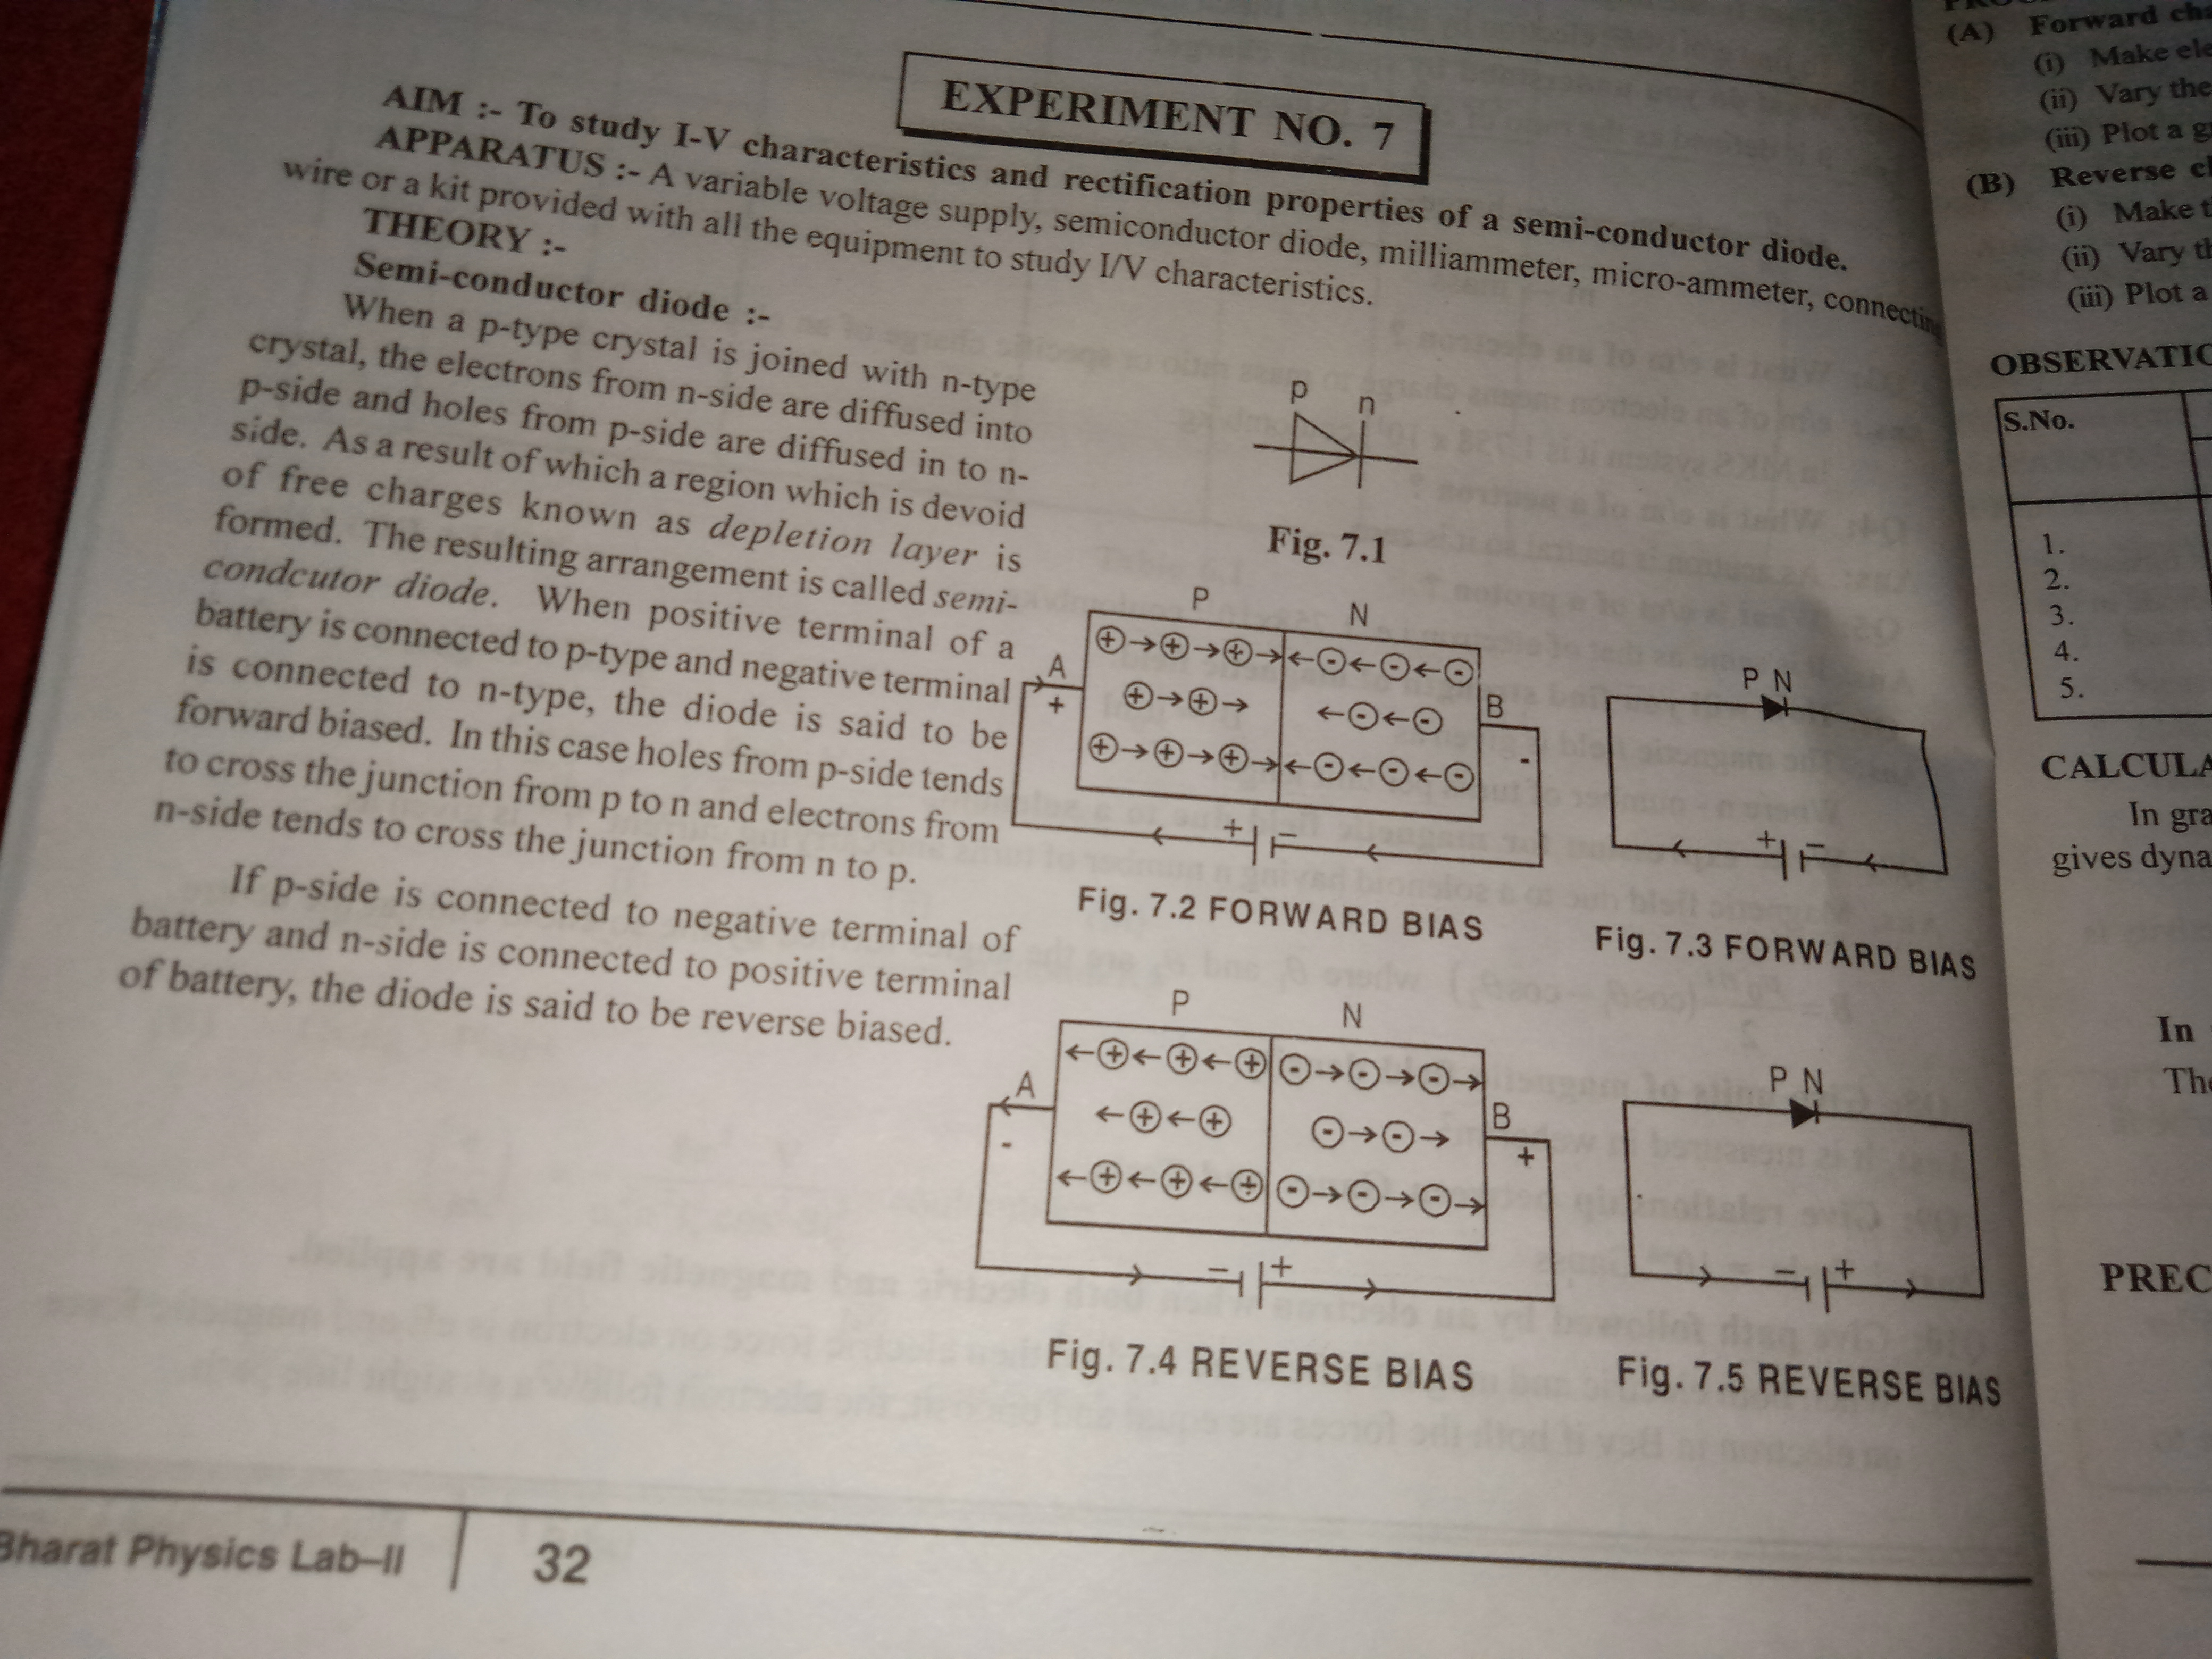 EXPERIMENT NO. 7
AIM :- To study I-V characteristics and rectification properties of a semi-conductor diode.
APPARATUS :- A variable voltage supply, semiconductor diode, milliammeter, micro-ammeter, connecting
wire or a kit provided with all the equipment to study I/V characteristics.
THEORY :-
Semi-conductor diode :-
When a p-type crystal is joined with n-type
crystal, the electrons from n-side are diffused into
p-side and holes from p-side are diffused in to n-
side. As a result of which a region which is devoid
of free charges known as depletion layer is
formed. The resulting arrangement is called semi-
condcutor diode. When positive terminal of a
battery is connected to p-type and negative terminal
is connected to n-type, the diode is said to be
forward biased. In this case holes from p-side tends
to cross the junction from p to n and electrons from
n-side tends to cross the junction from n to p.
If p-side is connected to negative terminal of
battery and n-side is connected to positive terminal
of battery, the diode is said to be reverse biased.
p n
Fig. 7.1
P N
A
+
B
-
+ -
Fig. 7.2 FORWARD BIAS
P N
+ -
Fig. 7.3 FORWARD BIAS
P N
A
-
B
+
- +
Fig. 7.4 REVERSE BIAS
P N
- +
Fig. 7.5 REVERSE BIAS
Bharat Physics Lab–II 32
(A) Forward
(i) Make
(ii) Vary the
(iii) Plot a
(B) Reverse
(i) Make
(ii) Vary
(iii) Plot a
S.No.
1.
2.
3.
4.
5.
In
gives
In